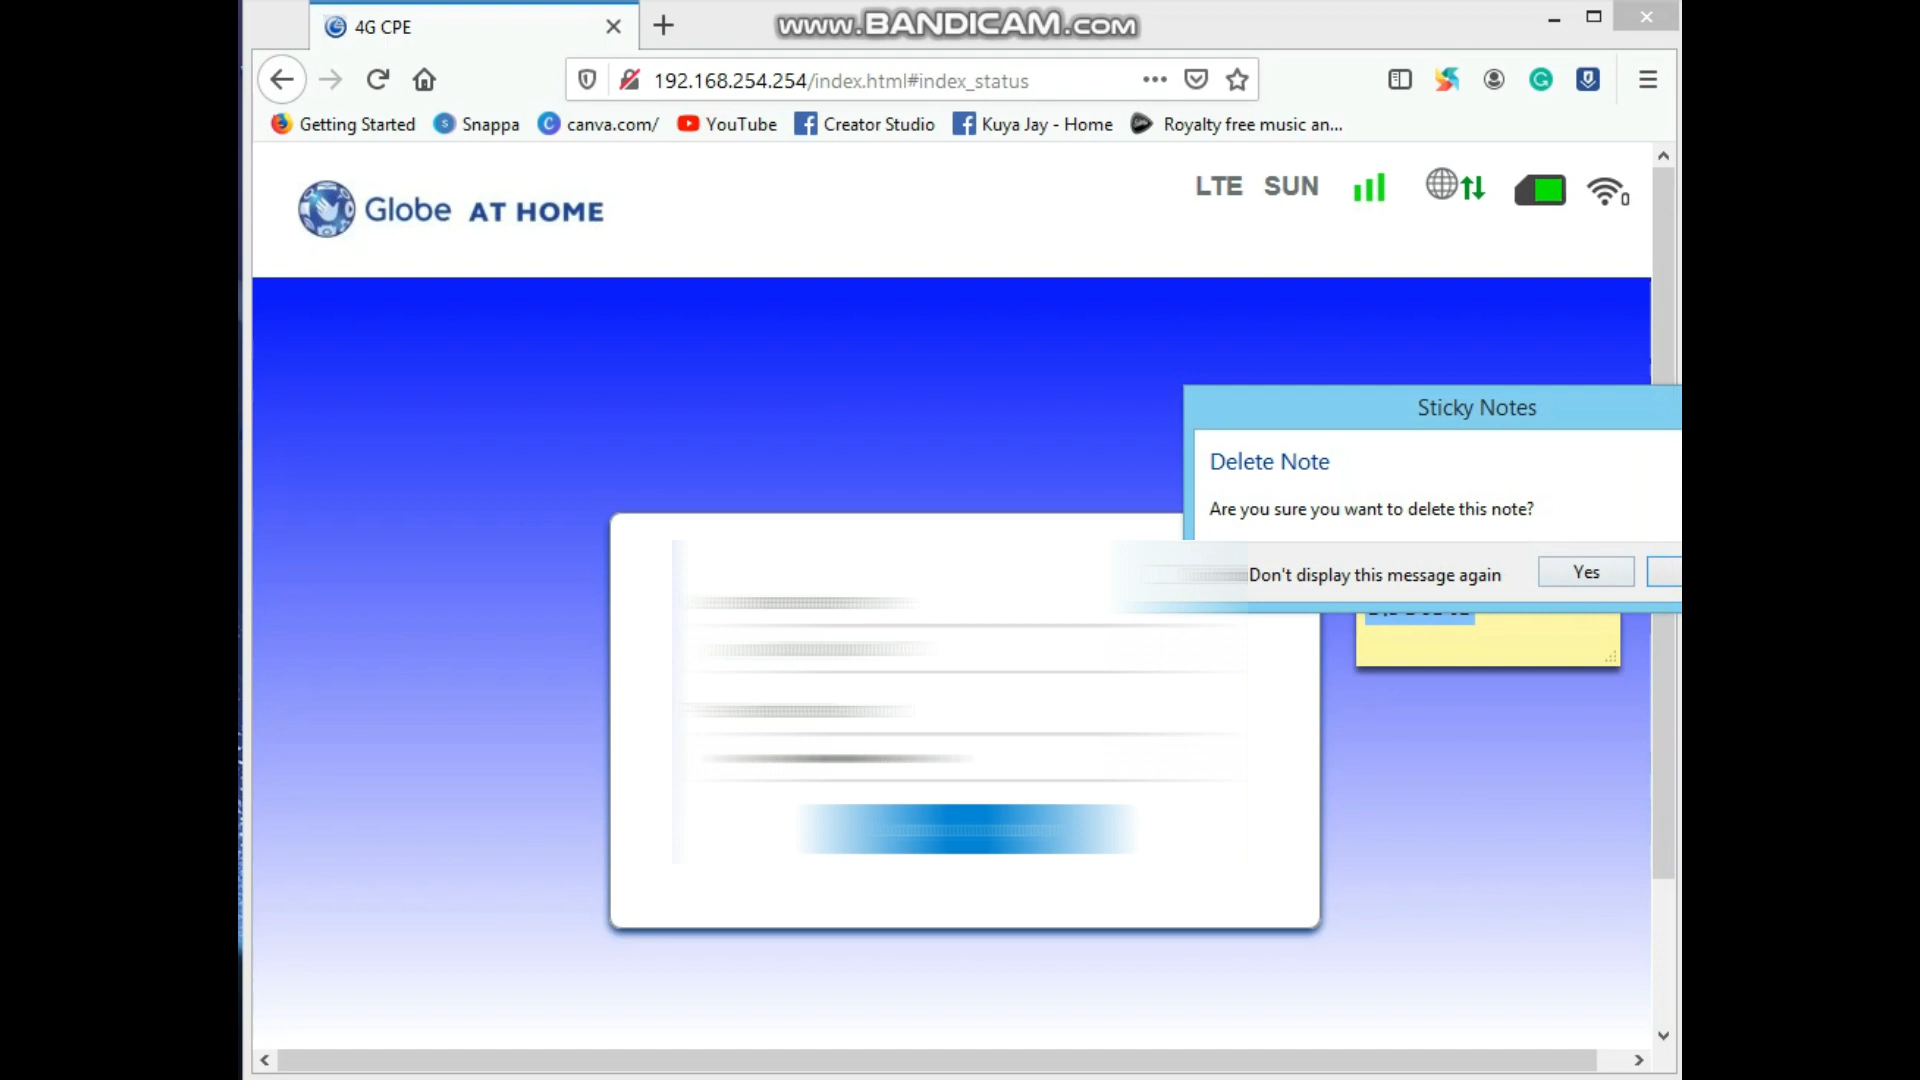 4G CPE
www.BANDICAM.com
192.168.254.254/index.html#index_status
Getting Started Snappa canva.com/ YouTube Creator Studio Kuya Jay - Home Royalty free music an...
Globe AT HOME
LTE SUN
0
Sticky Notes
Delete Note
Are you sure you want to delete this note?
Don't display this message again
Yes